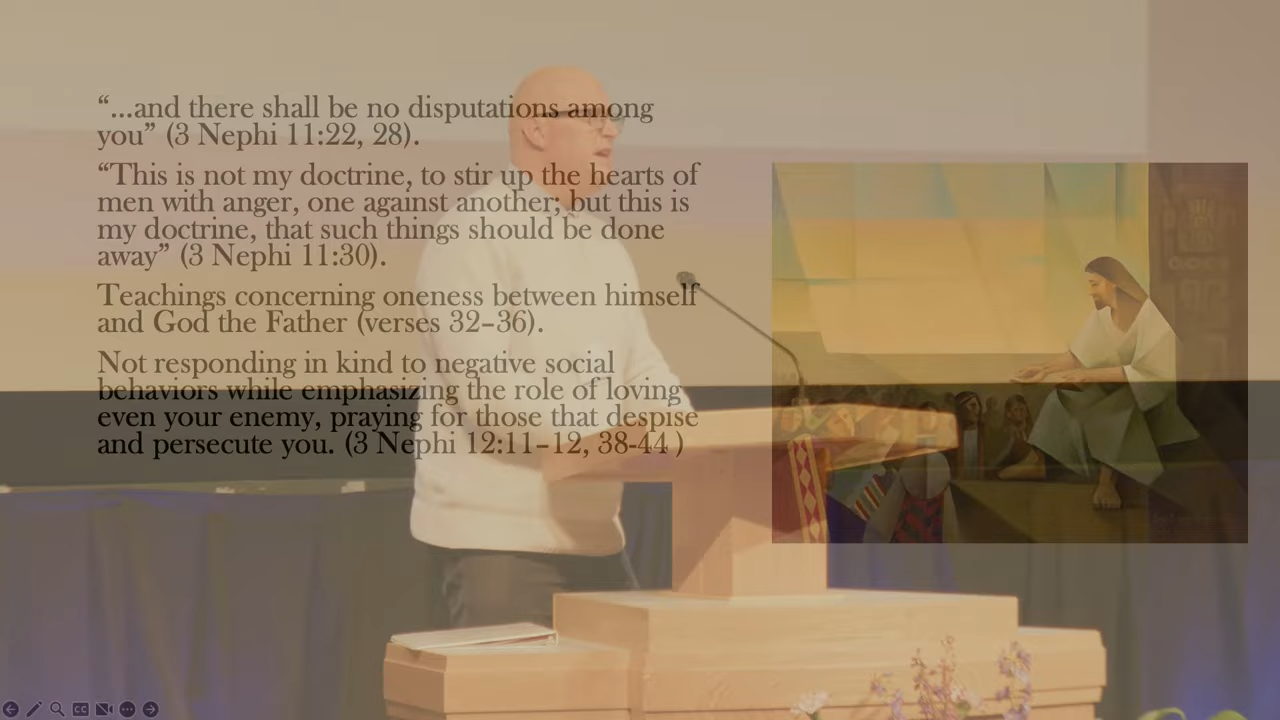 “...and there shall be no disputations among
you” (3 Nephi 11:22, 28).
“This is not my doctrine, to stir up the hearts of
men with anger, one against another; but this is
my doctrine, that such things should be done
away” (3 Nephi 11:30).
Teachings concerning oneness between himself
and God the Father (verses 32–36).
Not responding in kind to negative social
behaviors while emphasizing the role of loving
even your enemy, praying for those that despise
and persecute you. (3 Nephi 12:11–12, 38-44 )
CC